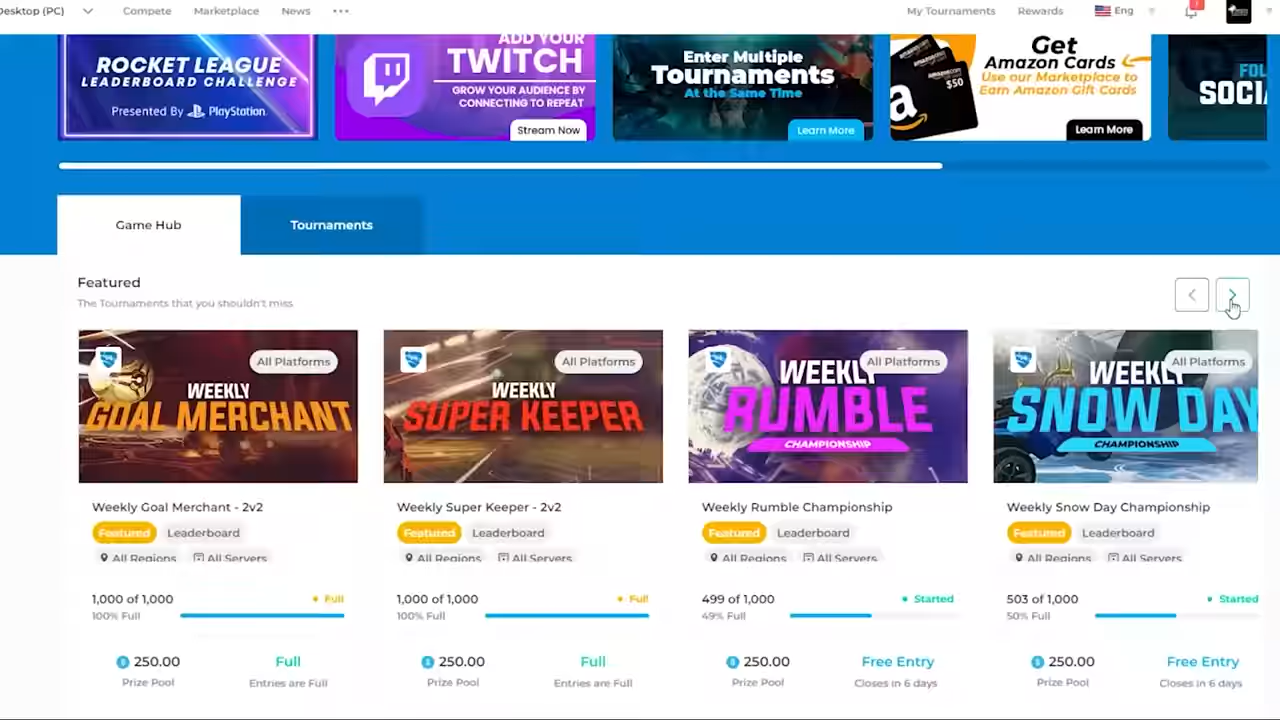 Desktop (PC)
Compete
Marketplace
News
My Tournaments
Rewards
Eng
ROCKET LEAGUE
LEADERBOARD CHALLENGE
Presented By PlayStation
ADD YOUR
TWITCH
GROW YOUR AUDIENCE BY
CONNECTING TO REPEAT
Stream Now
Enter Multiple
Tournaments
At the Same Time
Learn More
$50
Get
Amazon Cards
Use our Marketplace to
Earn Amazon Gift Cards
Learn More
FOL
SOCIA
Game Hub
Tournaments
Featured
The Tournaments that you shouldn't miss
All Platforms
WEEKLY
GOAL MERCHANT
All Platforms
WEEKLY
SUPER KEEPER
All Platforms
WEEKLY
RUMBLE
CHAMPIONSHIP
All Platforms
WEEKLY
SNOW DAY
CHAMPIONSHIP
Weekly Goal Merchant - 2v2
Featured Leaderboard
All Regions All Servers
1,000 of 1,000 Full
100% Full
250.00 Full
Prize Pool Entries are Full
Weekly Super Keeper - 2v2
Featured Leaderboard
All Regions All Servers
1,000 of 1,000 Full
100% Full
250.00 Full
Prize Pool Entries are Full
Weekly Rumble Championship
Featured Leaderboard
All Regions All Servers
499 of 1,000 Started
49% Full
250.00 Free Entry
Prize Pool Closes in 6 days
Weekly Snow Day Championship
Featured Leaderboard
All Regions All Servers
503 of 1,000 Started
50% Full
250.00 Free Entry
Prize Pool Closes in 6 days